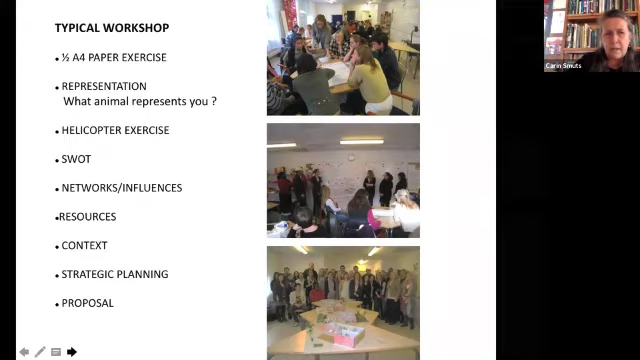 TYPICAL WORKSHOP
• ½ A4 PAPER EXERCISE
• REPRESENTATION
What animal represents you ?
• HELICOPTER EXERCISE
• SWOT
• NETWORKS/INFLUENCES
•RESOURCES
• CONTEXT
• STRATEGIC PLANNING
• PROPOSAL
Carin Smuts